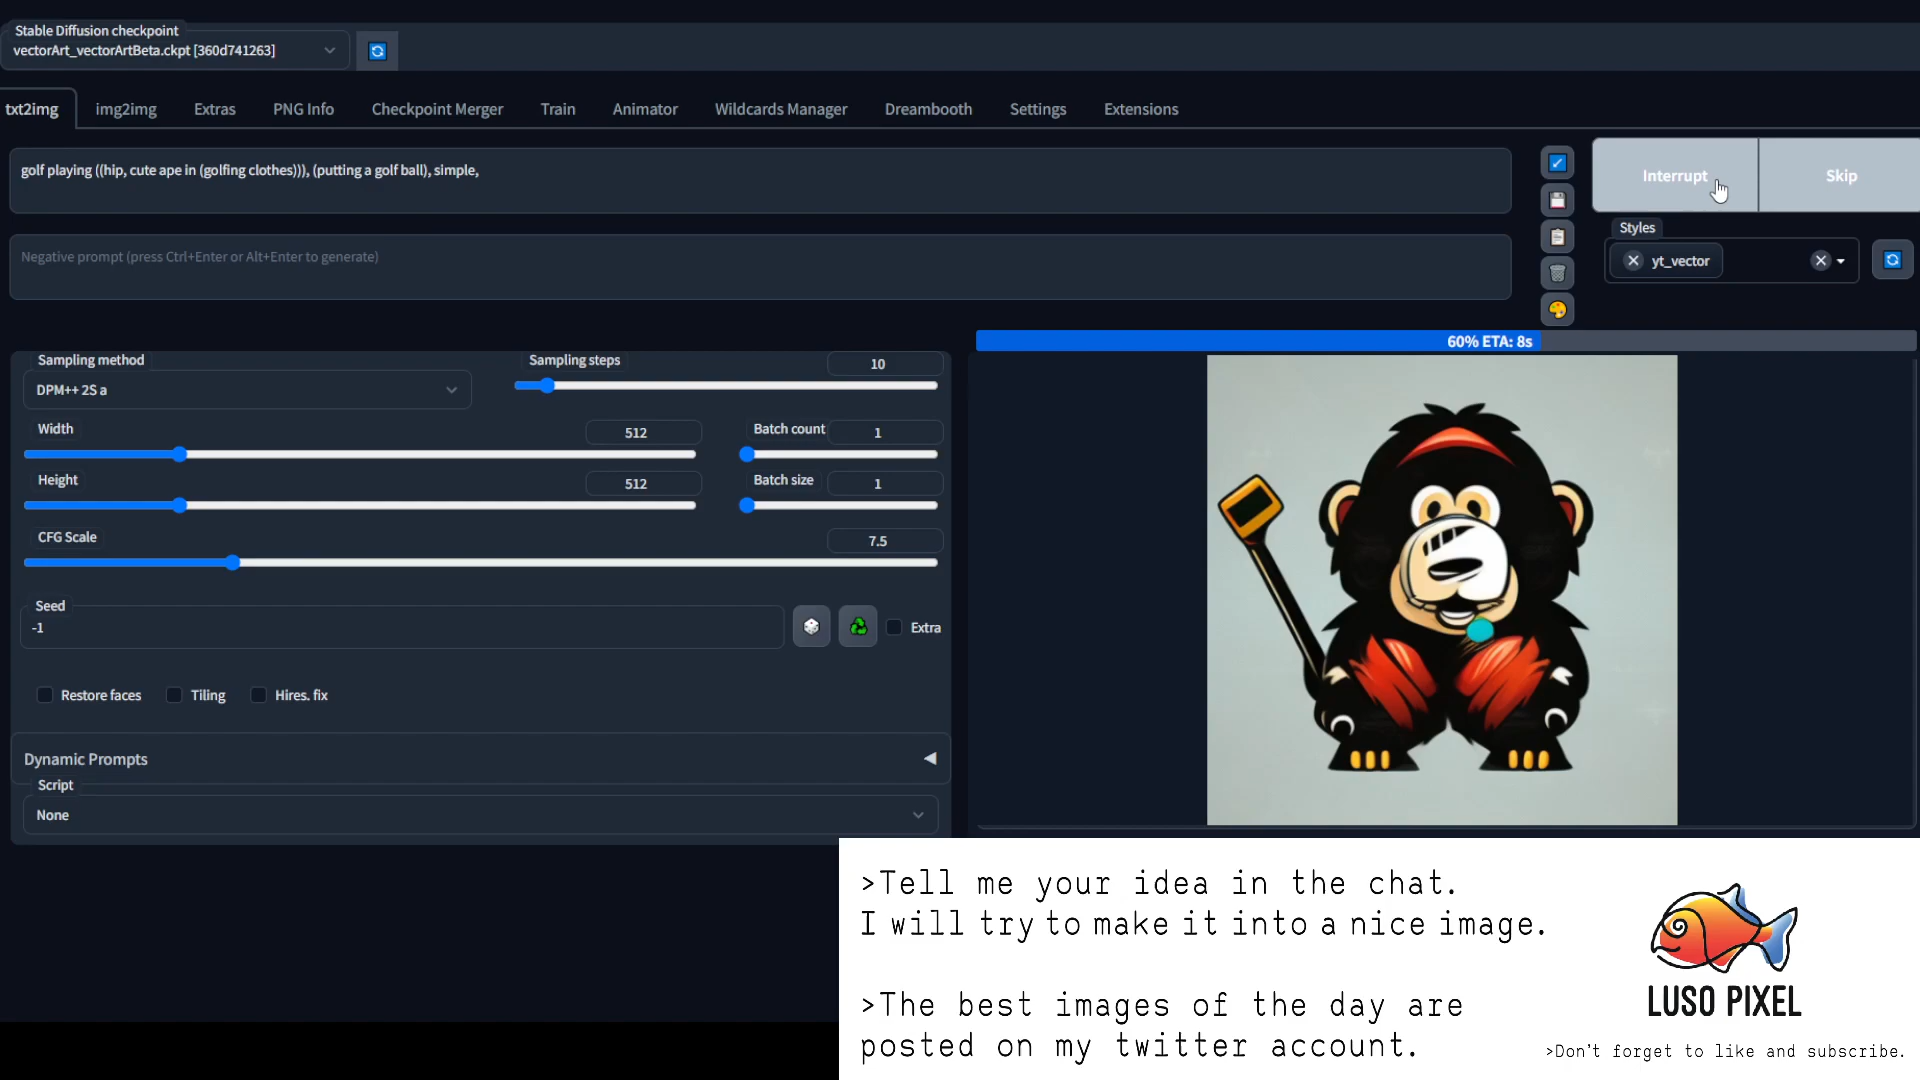 Stable Diffusion checkpoint
vectorArt_vectorArtBeta.ckpt [360d741263]
txt2img img2img Extras PNG Info Checkpoint Merger Train Animator Wildcards Manager Dreambooth Settings Extensions
golf playing ((hip, cute ape in (golfing clothes))), (putting a golf ball), simple,
Interrupt Skip
Negative prompt (press Ctrl+Enter or Alt+Enter to generate)
Styles
yt_vector
60% ETA: 8s
Sampling method
DPM++ 2S a
Sampling steps 10
Width 512
Batch count 1
Height 512
Batch size 1
CFG Scale 7.5
Seed
-1
Extra
Restore faces Tiling Hires. fix
Dynamic Prompts
Script
None
>Tell me your idea in the chat.
I will try to make it into a nice image.
>The best images of the day are
posted on my twitter account.
LUSO PIXEL
>Don't forget to like and subscribe.